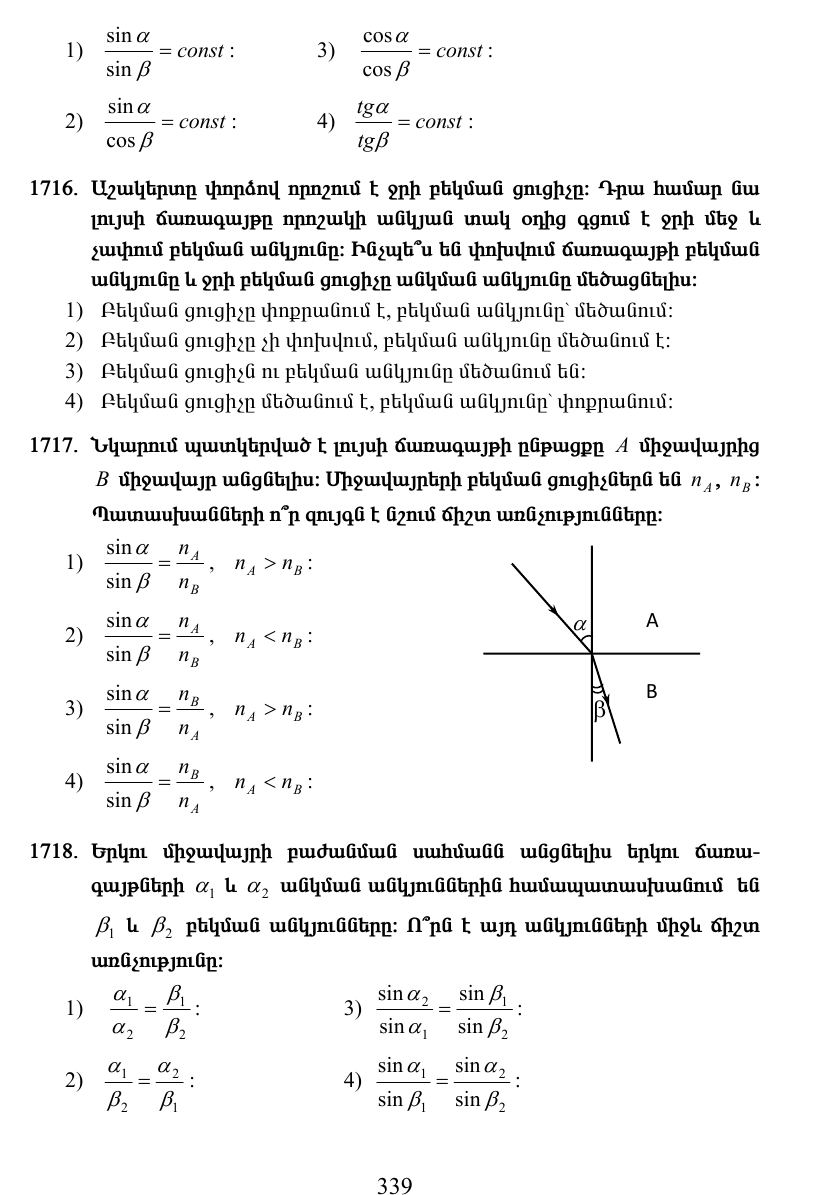 1) sin α / sin β = const :   3) cos α / cos β = const :
2) sin α / cos β = const :   4) tgα / tgβ = const :
1716. Աշակերտը փորձով որոշում է ջրի բեկման ցուցիչը: Դրա համար նա
լույսի ճառագայթը որոշակի անկյան տակ օդից գցում է ջրի մեջ և
չափում բեկման անկյունը: Ինչպե՞ս են փոխվում ճառագայթի բեկման
անկյունը և ջրի բեկման ցուցիչը անկման անկյունը մեծացնելիս:
1) Բեկման ցուցիչը փոքրանում է, բեկման անկյունը՝ մեծանում:
2) Բեկման ցուցիչը չի փոխվում, բեկման անկյունը մեծանում է:
3) Բեկման ցուցիչն ու բեկման անկյունը մեծանում են:
4) Բեկման ցուցիչը մեծանում է, բեկման անկյունը՝ փոքրանում:
1717. Նկարում պատկերված է լույսի ճառագայթի ընթացքը A միջավայրից
B միջավայր անցնելիս: Միջավայրերի բեկման ցուցիչներն են n_A, n_B :
Պատասխանների ո՞ր զույգն է նշում ճիշտ առնչությունները:
1) sin α / sin β = n_A / n_B , n_A > n_B :
2) sin α / sin β = n_A / n_B , n_A < n_B :
3) sin α / sin β = n_B / n_A , n_A > n_B :
4) sin α / sin β = n_B / n_A , n_A < n_B :
α A
B
β
1718. Երկու միջավայրի բաժանման սահմանն անցնելիս երկու ճառա-
գայթների α₁ և α₂ անկման անկյուններին համապատասխանում են
β₁ և β₂ բեկման անկյունները: Ո՞րն է այդ անկյունների միջև ճիշտ
առնչությունը:
1) α₁ / α₂ = β₁ / β₂ :   3) sin α₂ / sin α₁ = sin β₁ / sin β₂ :
2) α₁ / β₂ = α₂ / β₁ :   4) sin α₁ / sin β₁ = sin α₂ / sin β₂ :
339